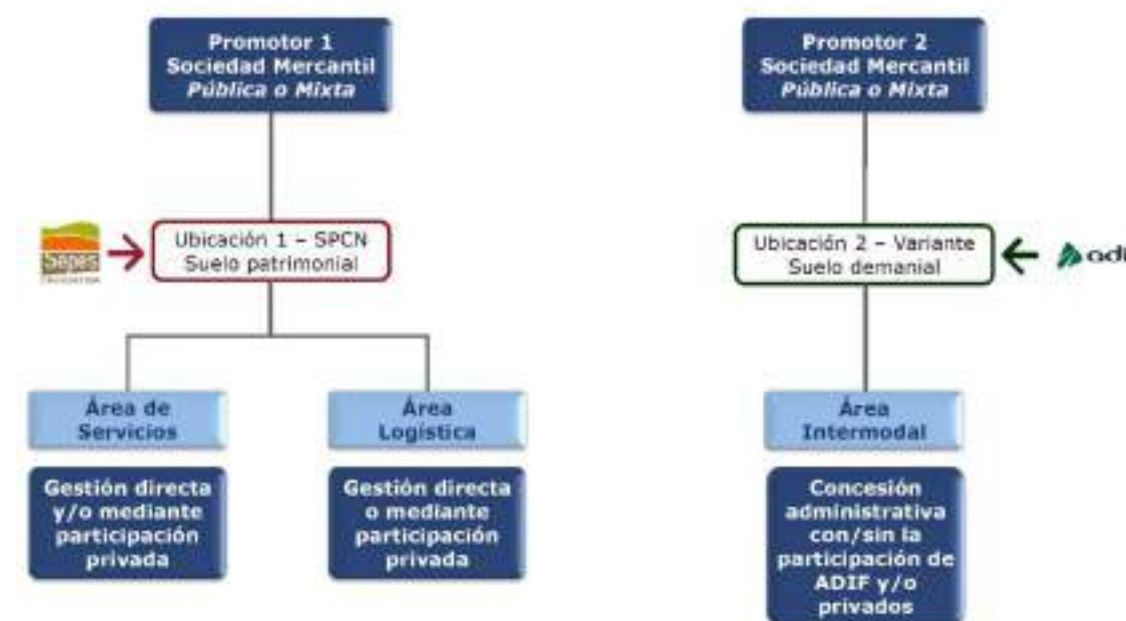 Promotor 1
Sociedad Mercantil
Pública o Mixta
Promotor 2
Sociedad Mercantil
Pública o Mixta
Ubicación 1 – SPCN
Suelo patrimonial
Ubicación 2 – Variante
Suelo demanial
adi
Área de
Servicios
Área
Logística
Área
Intermodal
Gestión directa
y/o mediante
participación
privada
Gestión directa
o mediante
participación
privada
Concesión
administrativa
con/sin la
participación de
ADIF y/o
privados